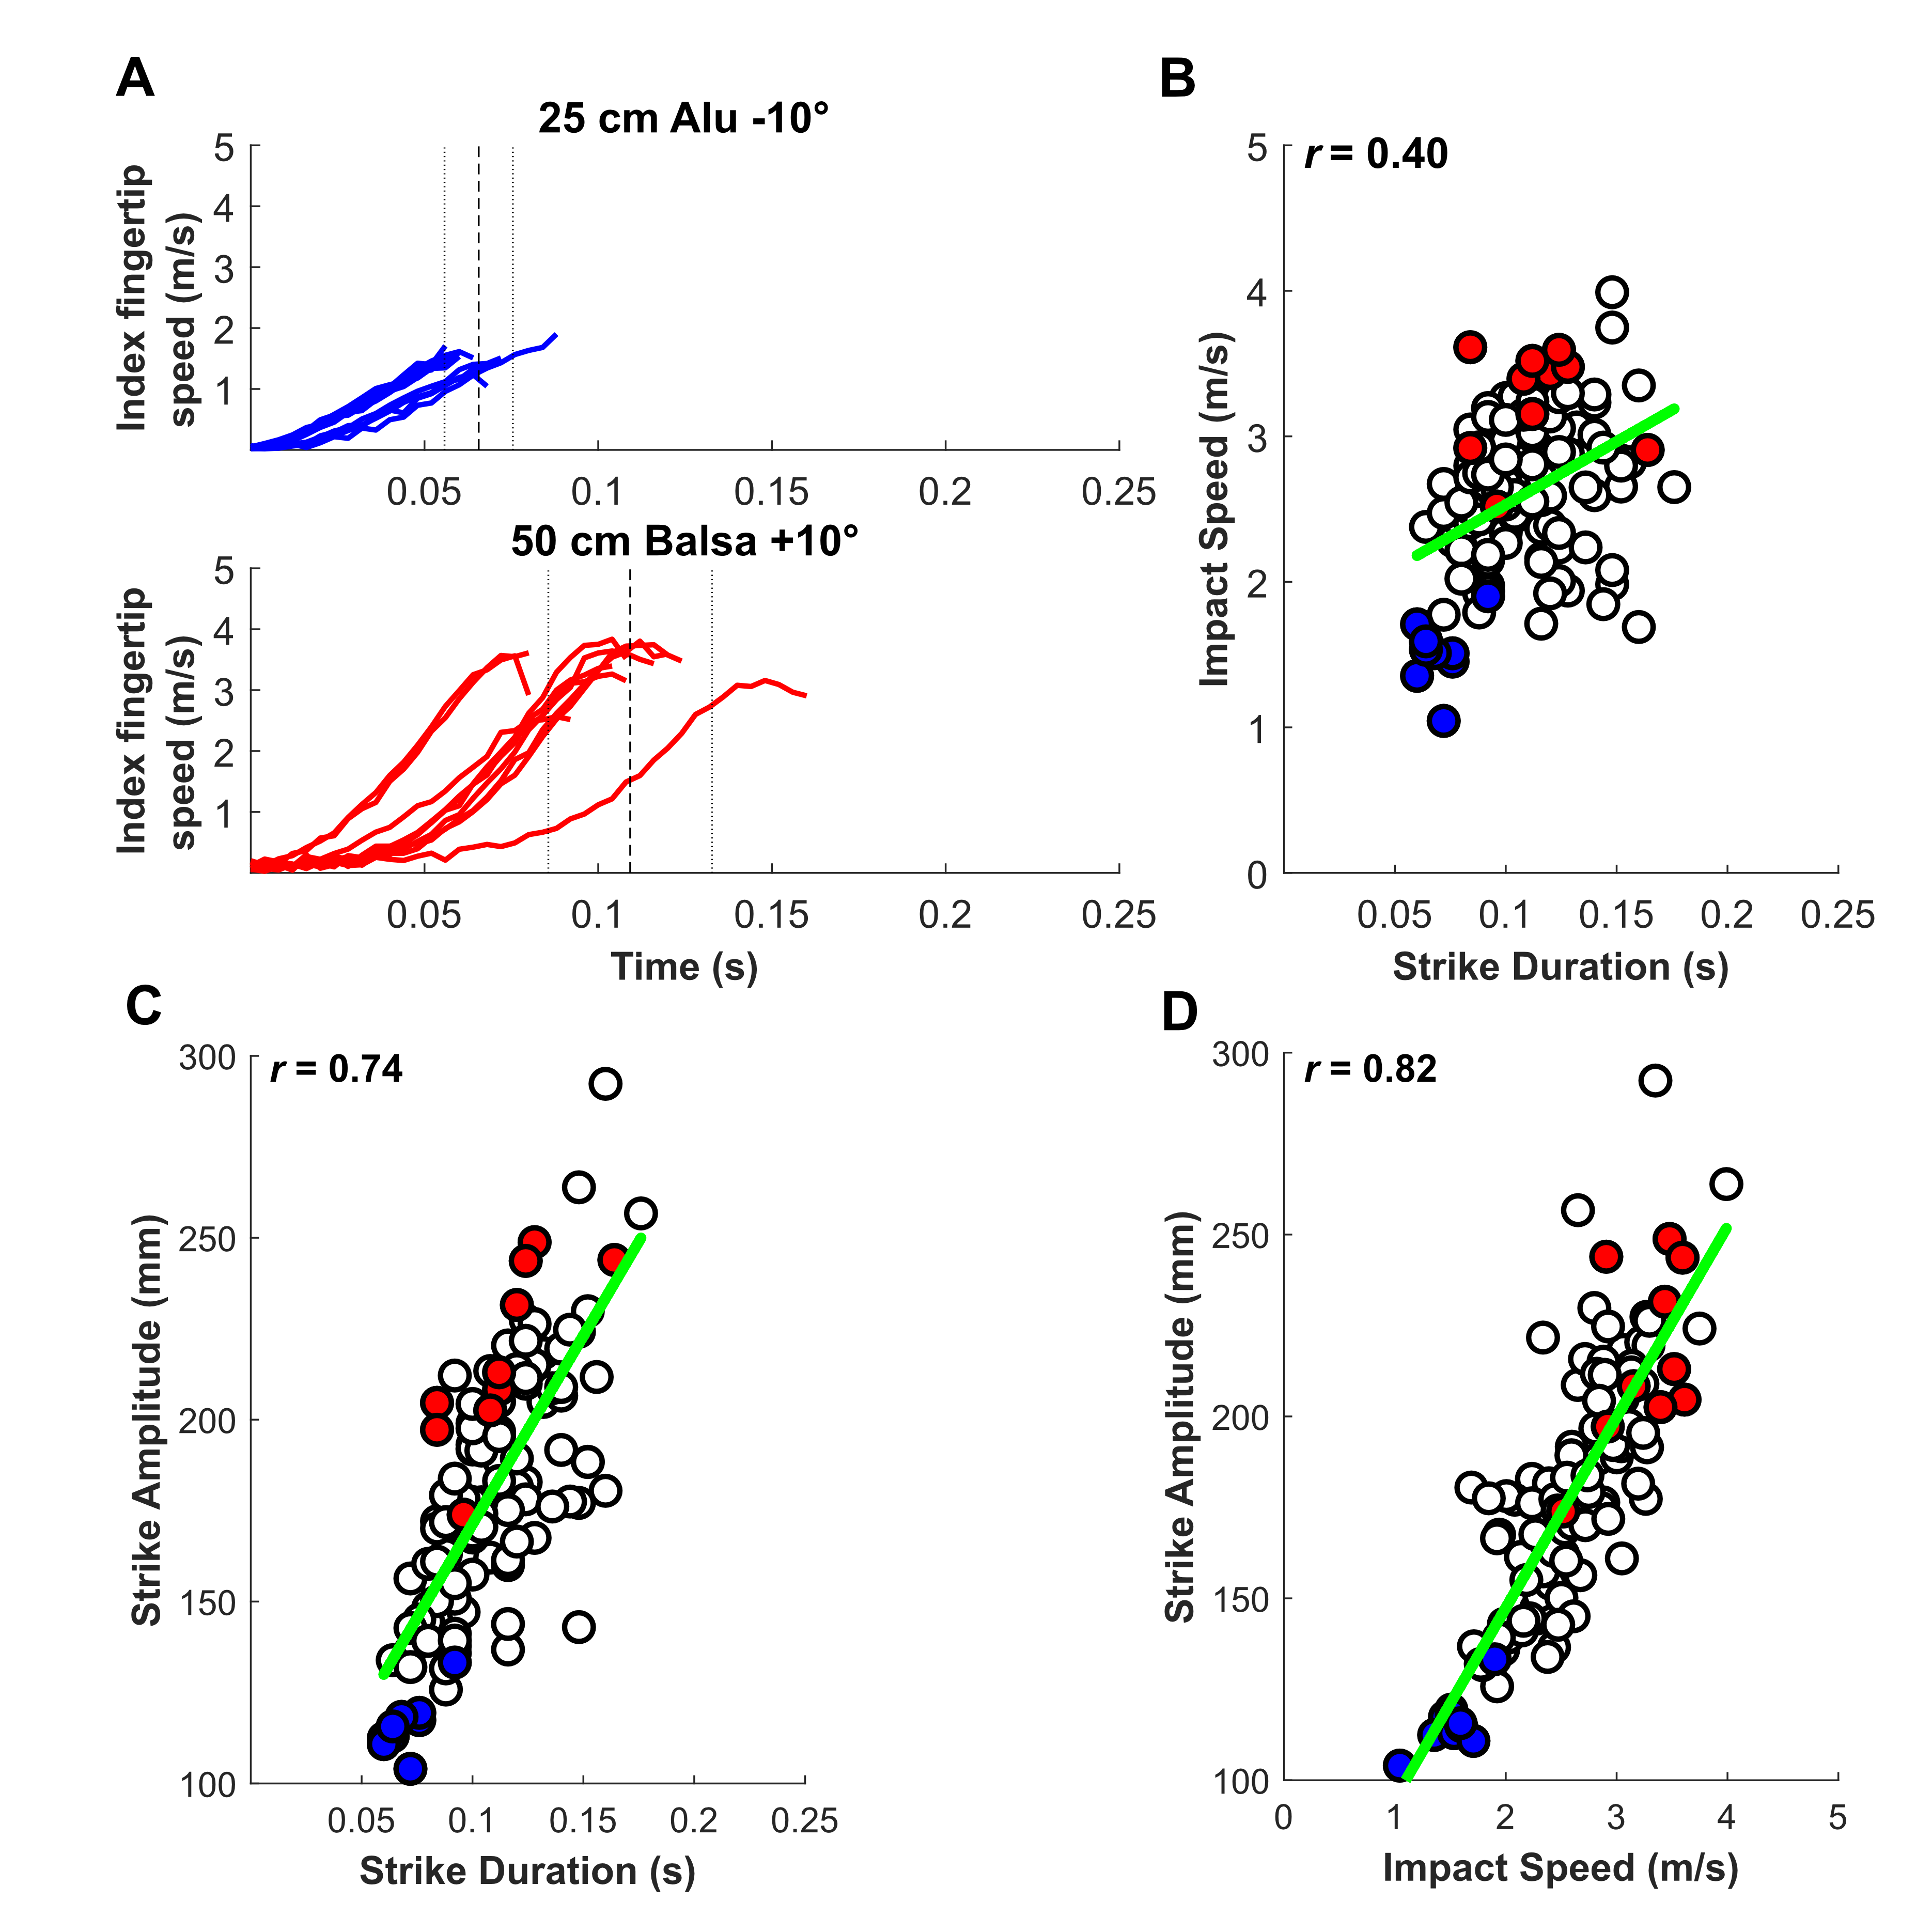 A
25 cm Alu -10°
Index fingertip
speed (m/s)
5
4
3
2
1
0.05 0.1 0.15 0.2 0.25
50 cm Balsa +10°
Index fingertip
speed (m/s)
5
4
3
2
1
0.05 0.1 0.15 0.2 0.25
Time (s)
B
r = 0.40
Impact Speed (m/s)
5
4
3
2
1
0
0.05 0.1 0.15 0.2 0.25
Strike Duration (s)
C
r = 0.74
Strike Amplitude (mm)
300
250
200
150
100
0.05 0.1 0.15 0.2 0.25
Strike Duration (s)
D
r = 0.82
Strike Amplitude (mm)
300
250
200
150
100
0 1 2 3 4 5
Impact Speed (m/s)